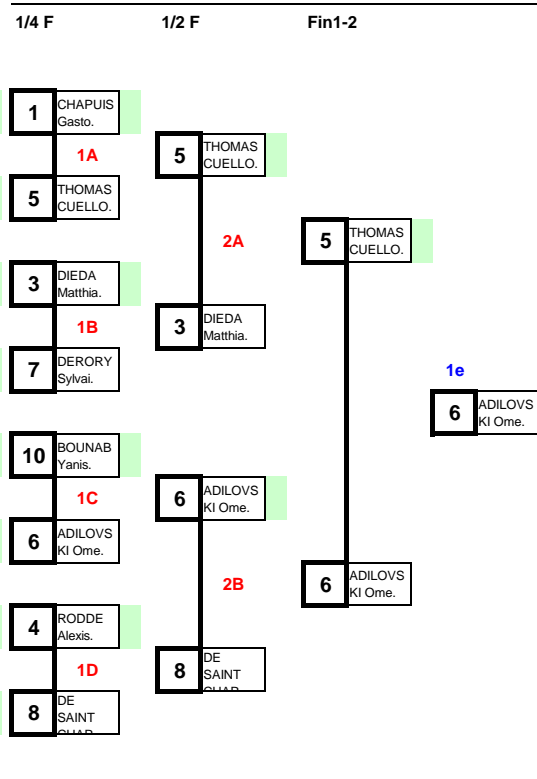 1/4 F 1/2 F Fin1-2
1 CHAPUIS
Gasto.
1A
5 THOMAS
CUELLO.
3 DIEDA
Matthia.
1B
7 DERORY
Sylvai.
10 BOUNAB
Yanis.
1C
6 ADILOVS
KI Ome.
4 RODDE
Alexis.
1D
8 DE
SAINT
5 THOMAS
CUELLO.
2A
3 DIEDA
Matthia.
6 ADILOVS
KI Ome.
2B
8 DE
SAINT
5 THOMAS
CUELLO.
6 ADILOVS
KI Ome.
1e
6 ADILOVS
KI Ome.